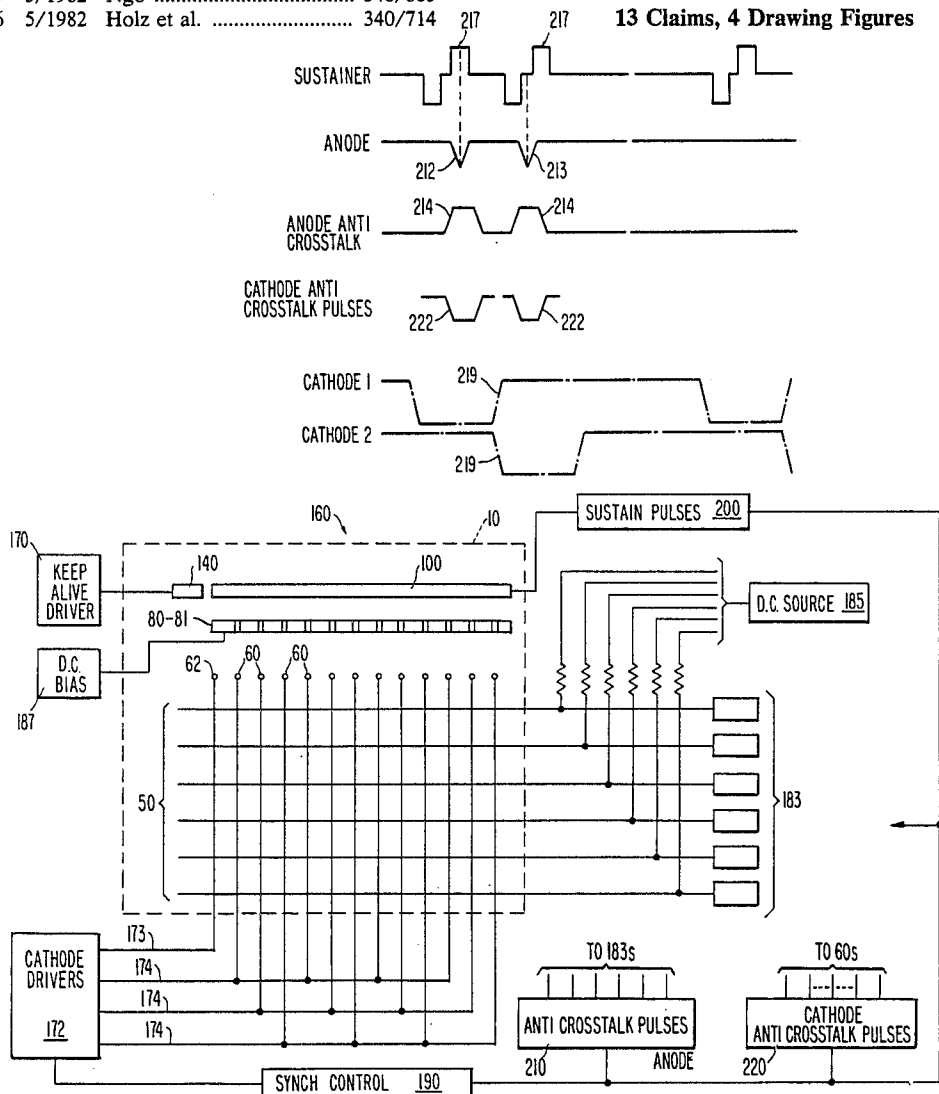 5/1982 Holz et al. ........................ 340/714
13 Claims, 4 Drawing Figures
217 217
SUSTAINER
ANODE
212 213
214 214
ANODE ANTI
CROSSTALK
CATHODE ANTI
CROSSTALK PULSES
222 222
CATHODE 1 219
CATHODE 2
219
SUSTAIN PULSES 200
160 10
170
KEEP
ALIVE
DRIVER
140 100
D.C. SOURCE 185
80-81
D.C.
BIAS
187
62 60 60
50
183
173
CATHODE
DRIVERS
172
174
174
174
TO 183s
TO 60s
ANTI CROSSTALK PULSES
210 ANODE
CATHODE
ANTI CROSSTALK PULSES
220
SYNCH CONTROL 190